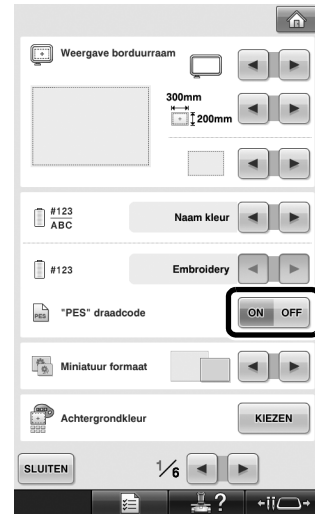 Weergave borduurraam
300mm
200mm
#123
ABC
Naam kleur
#123
Embroidery
PES
"PES" draadcode
ON OFF
Miniatuur formaat
Achtergrondkleur
KIEZEN
SLUITEN
1/6
?